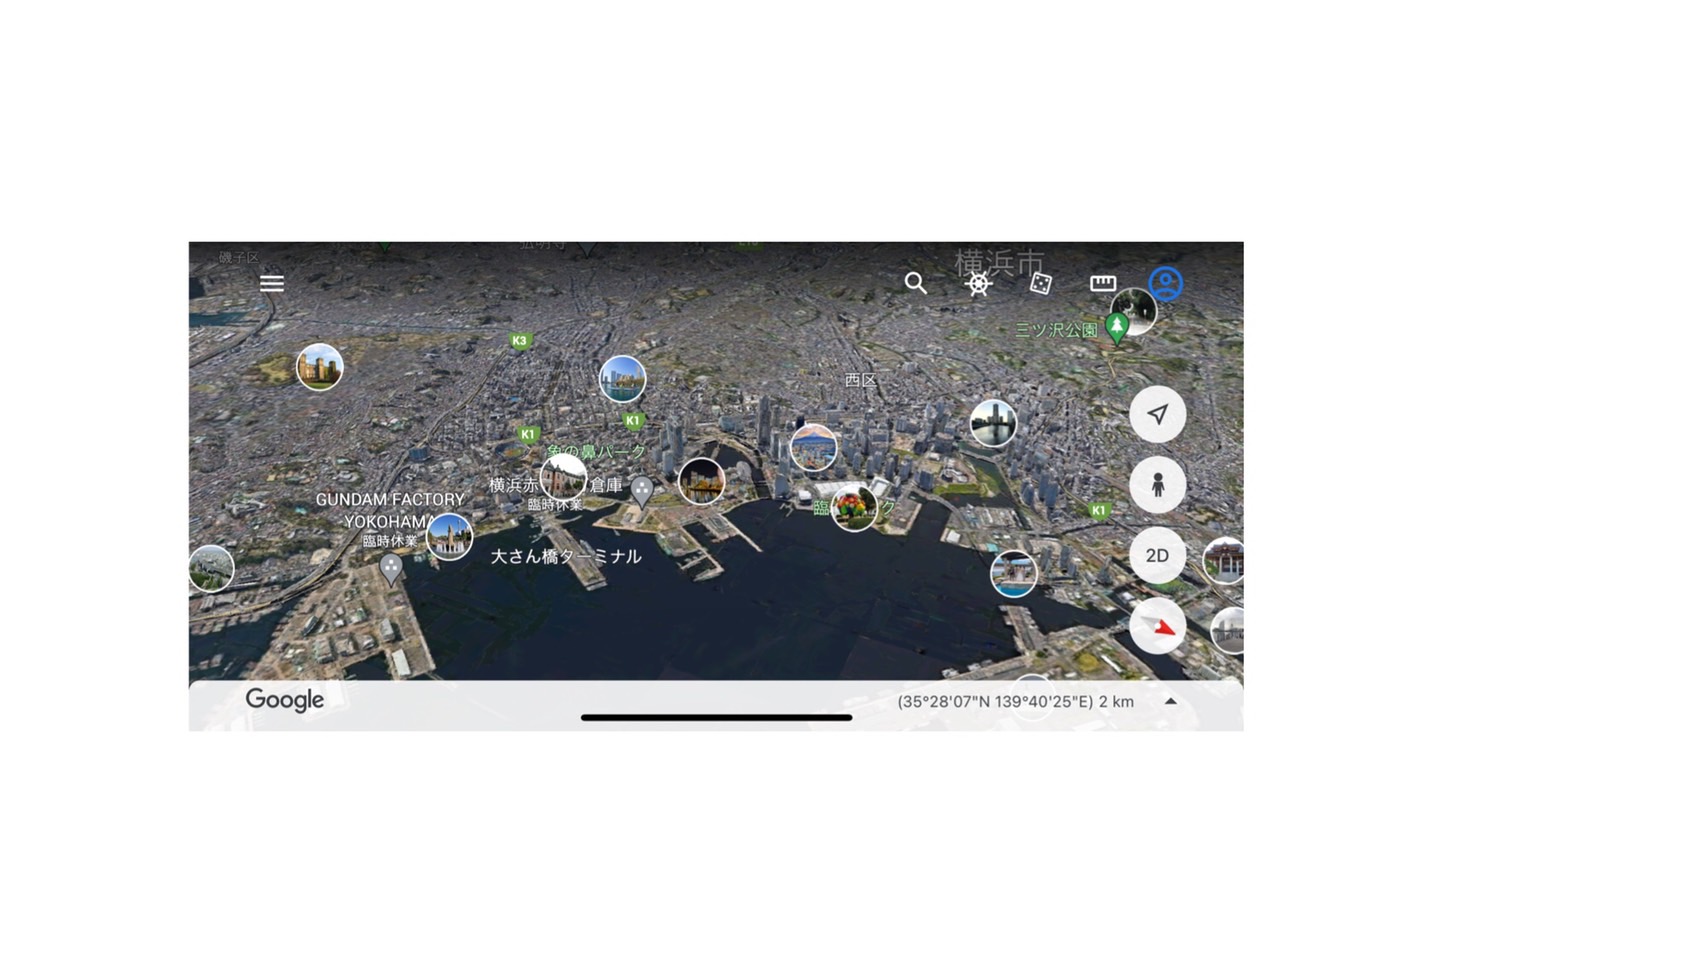 磯子区
弘明寺
横浜市
三ツ沢公園
K3
西区
K1
K1
象の鼻パーク
横浜赤
倉庫
臨時休業
GUNDAM FACTORY
YOKOHAMA
臨時休業
大さん橋ターミナル
臨
ク
K1
2D
Google
(35°28'07"N 139°40'25"E) 2 km